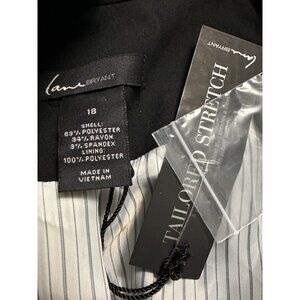 Lane BRYANT
18
SHELL:
63% POLYESTER
34% RAYON
3% SPANDEX
LINING:
100% POLYESTER
MADE IN
VIETNAM
Lane BRYANT
TAILORED STRETCH